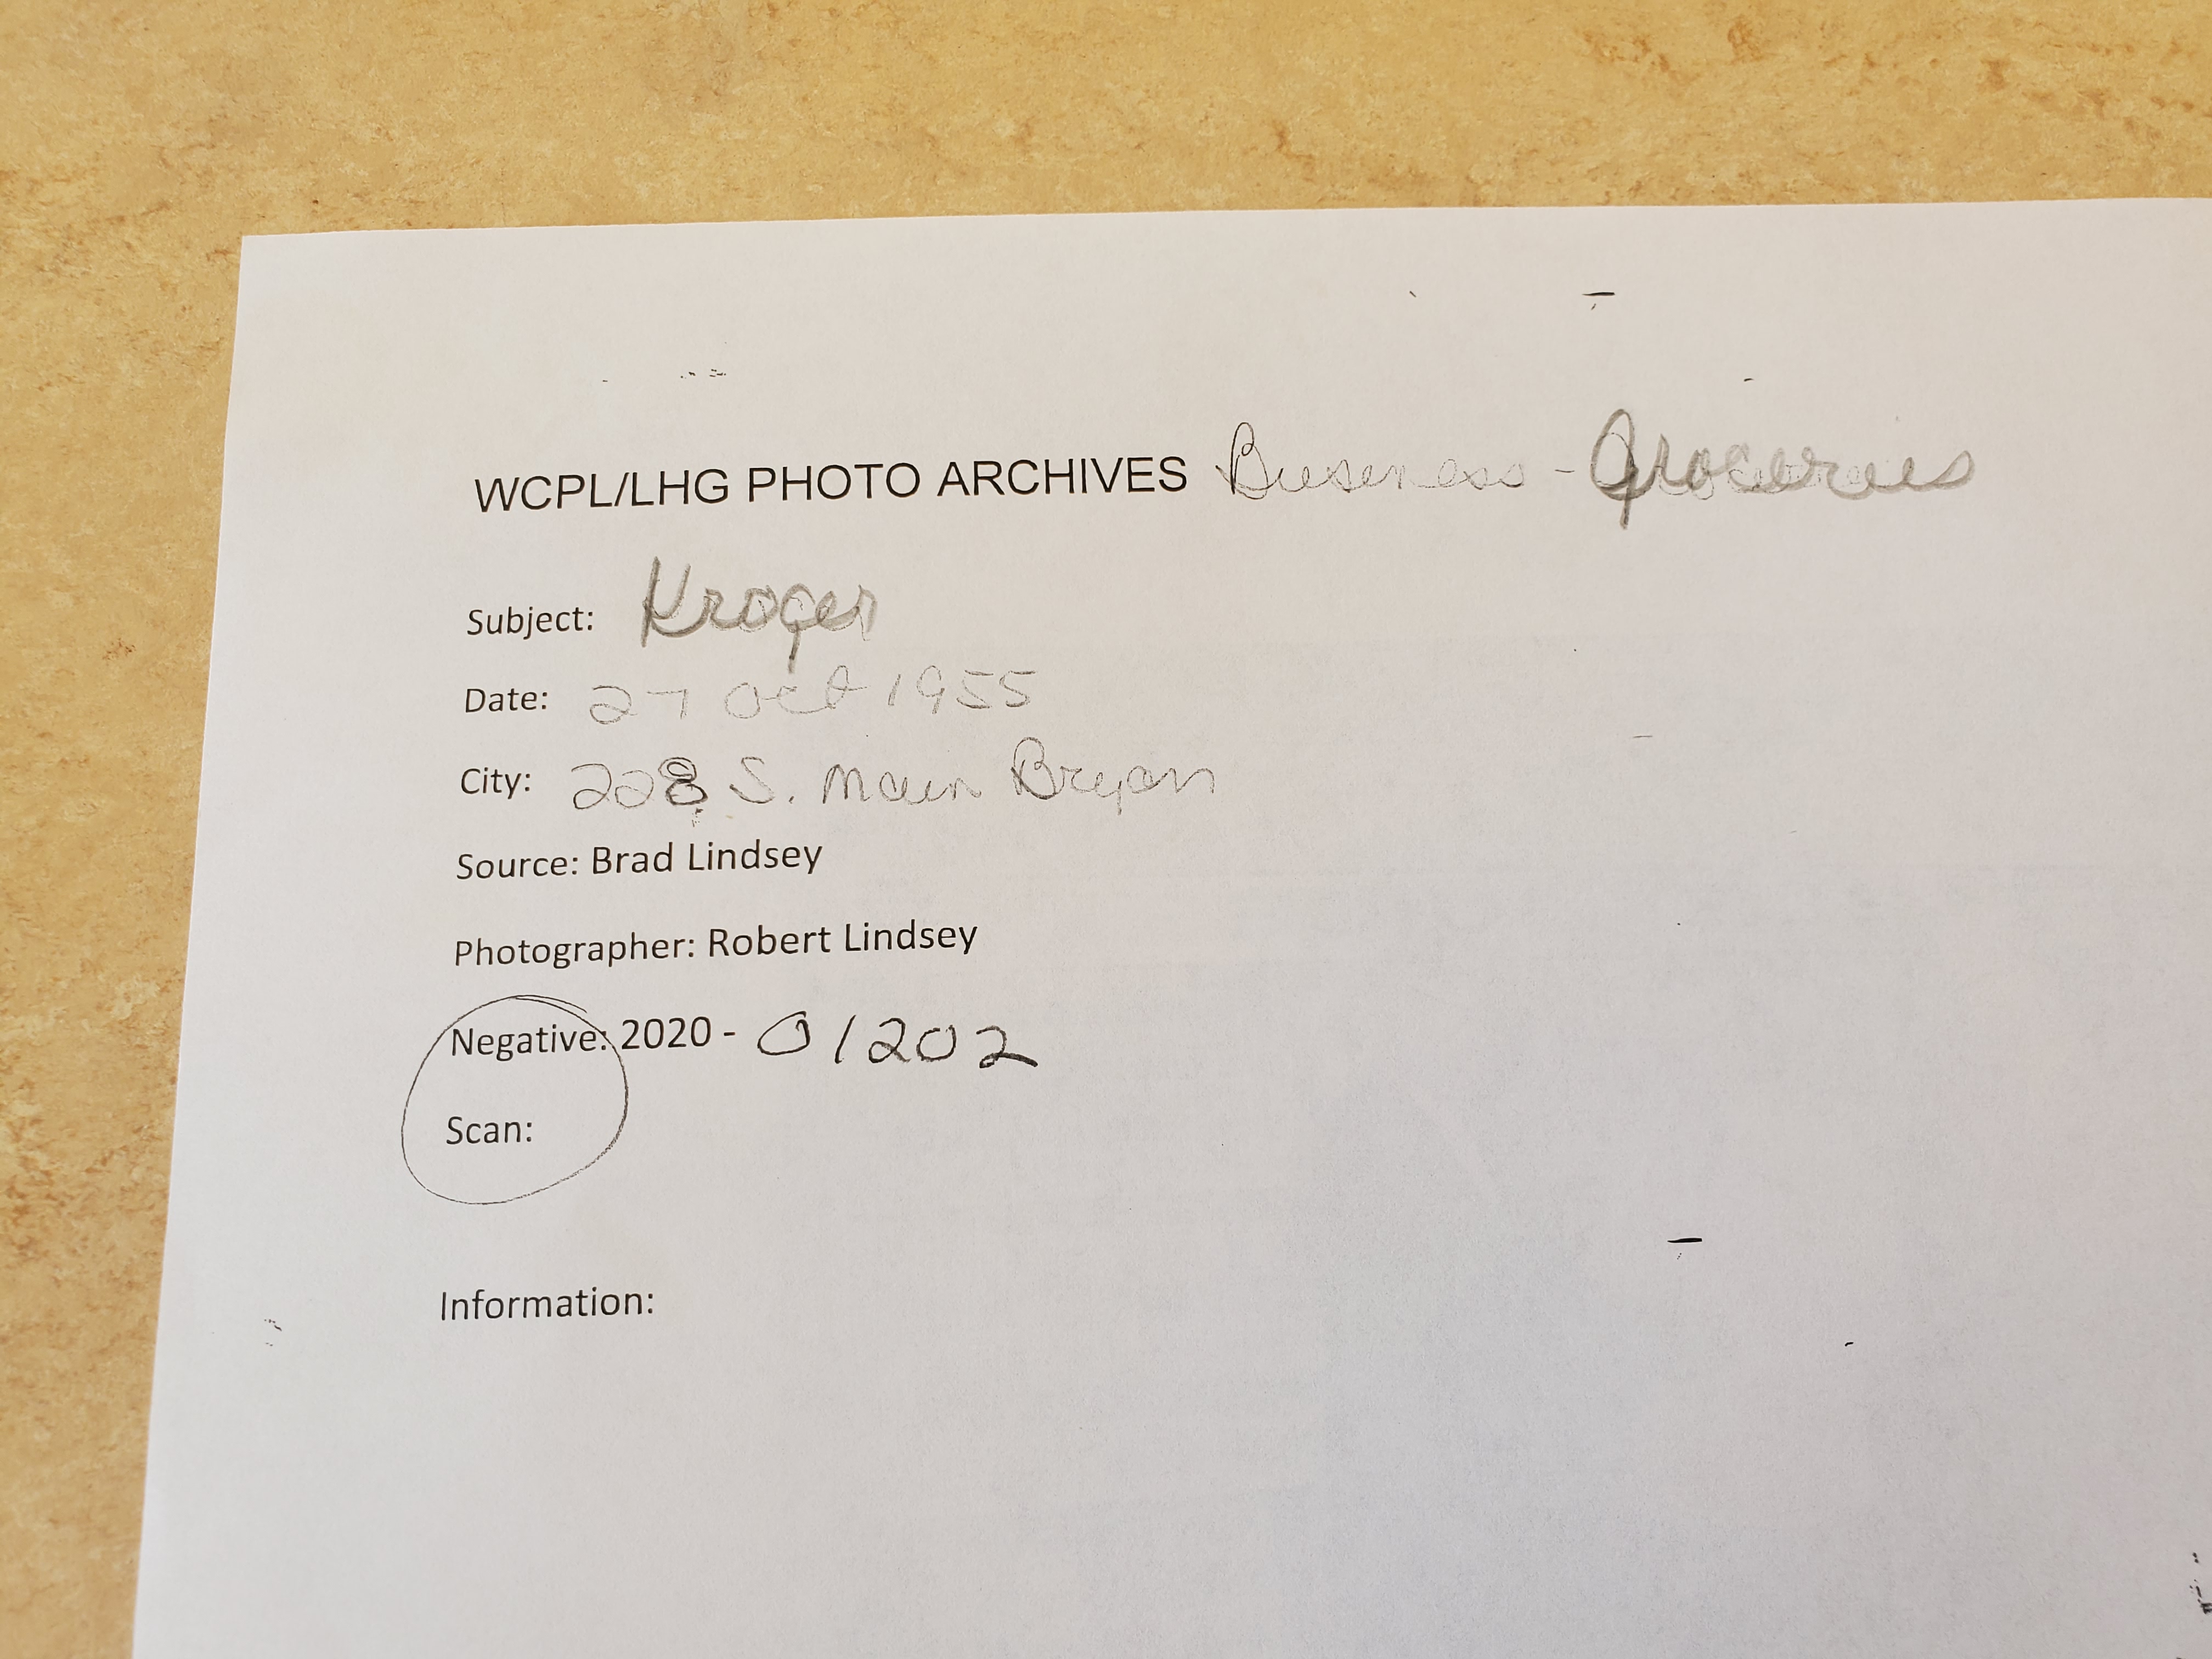 WCPL/LHG PHOTO ARCHIVES Business - Groceries
Subject: Kroger
Date: 27 Oct 1955
City: 228 S. Main Bryan
Source: Brad Lindsey
Photographer: Robert Lindsey
Negative: 2020 - 01202
Scan:
Information: